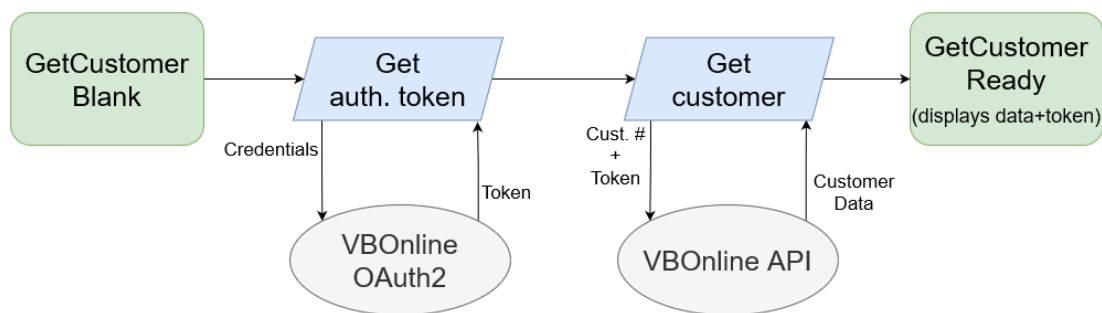 GetCustomer
Blank
Get
auth. token
Get
customer
GetCustomer
Ready
(displays data+token)
Credentials
Token
Cust. #
+
Token
Customer
Data
VBOnline
OAuth2
VBOnline API